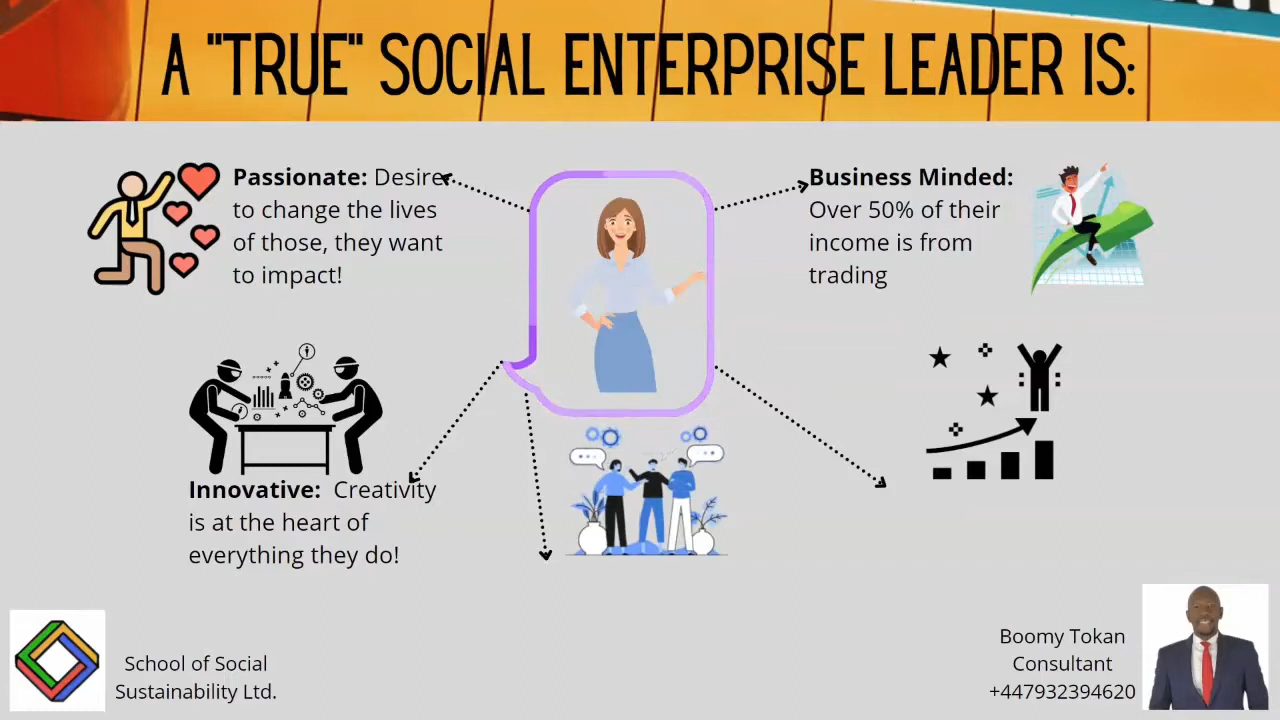 A "TRUE" SOCIAL ENTERPRISE LEADER IS:
Passionate: Desire
to change the lives
of those, they want
to impact!
Business Minded:
Over 50% of their
income is from
trading
Innovative: Creativity
is at the heart of
everything they do!
School of Social
Sustainability Ltd.
Boomy Tokan
Consultant
+447932394620